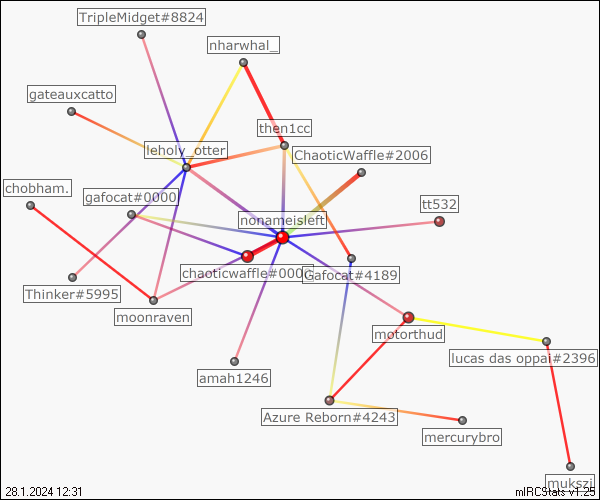 TripleMidget#8824
nharwhal_
gateauxcatto
then1cc
leholy_otter
ChaoticWaffle#2006
chobham.
gafocat#0000
tt532
nonameisleft
chaoticwaffle#0000
Gafocat#4189
Thinker#5995
moonraven
motorthud
lucas das oppai#2396
amah1246
Azure Reborn#4243
mercurybro
mukszi
28.1.2024 12:31
mIRCStats v1.25